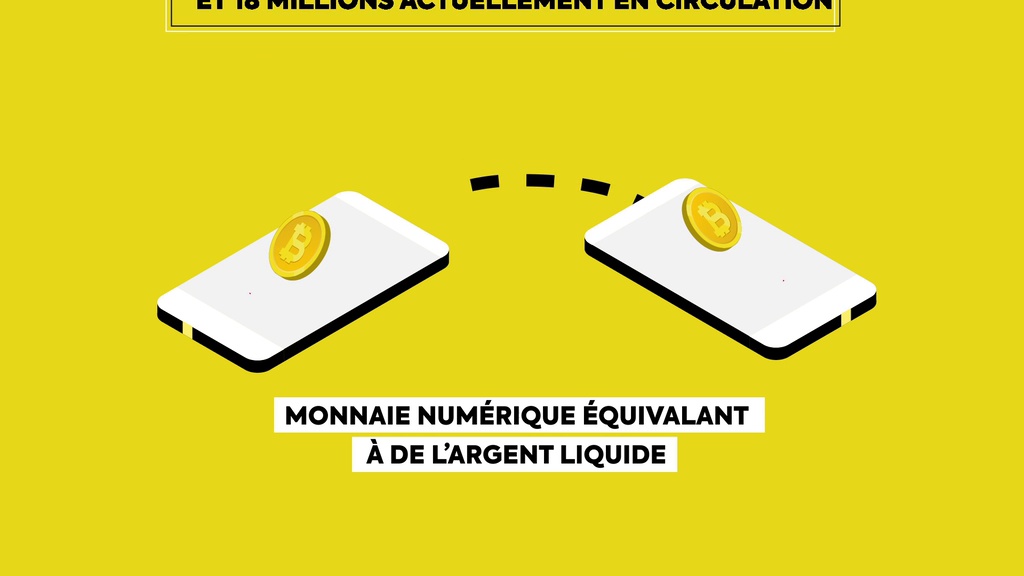 ET 18 MILLIONS ACTUELLEMENT EN CIRCULATION
MONNAIE NUMÉRIQUE ÉQUIVALANT
À DE L’ARGENT LIQUIDE